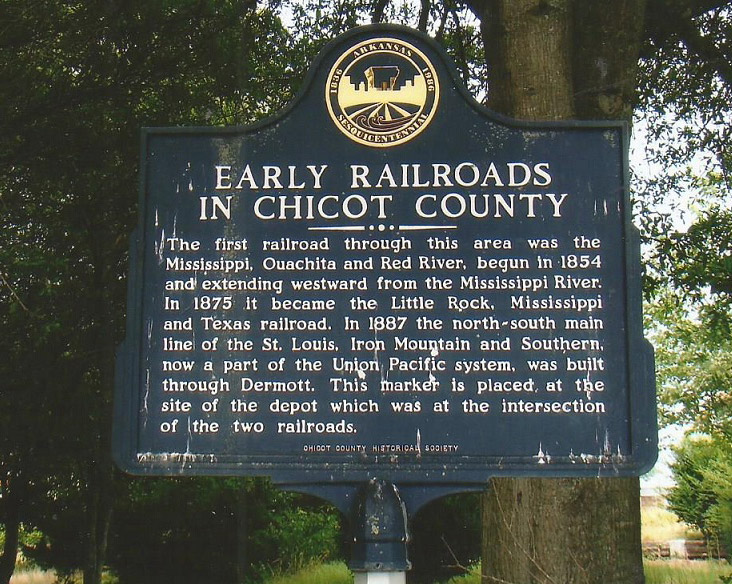 ARKANSAS
1836 1986
SESQUICENTENNIAL
EARLY RAILROADS
IN CHICOT COUNTY
The first railroad through this area was the
Mississippi, Ouachita and Red River, begun in 1854
and extending westward from the Mississippi River.
In 1875 it became the Little Rock, Mississippi
and Texas railroad. In 1887 the north-south main
line of the St. Louis, Iron Mountain and Southern,
now a part of the Union Pacific system, was built
through Dermott. This marker is placed at the
site of the depot which was at the intersection
of the two railroads.
CHICOT COUNTY HISTORICAL SOCIETY